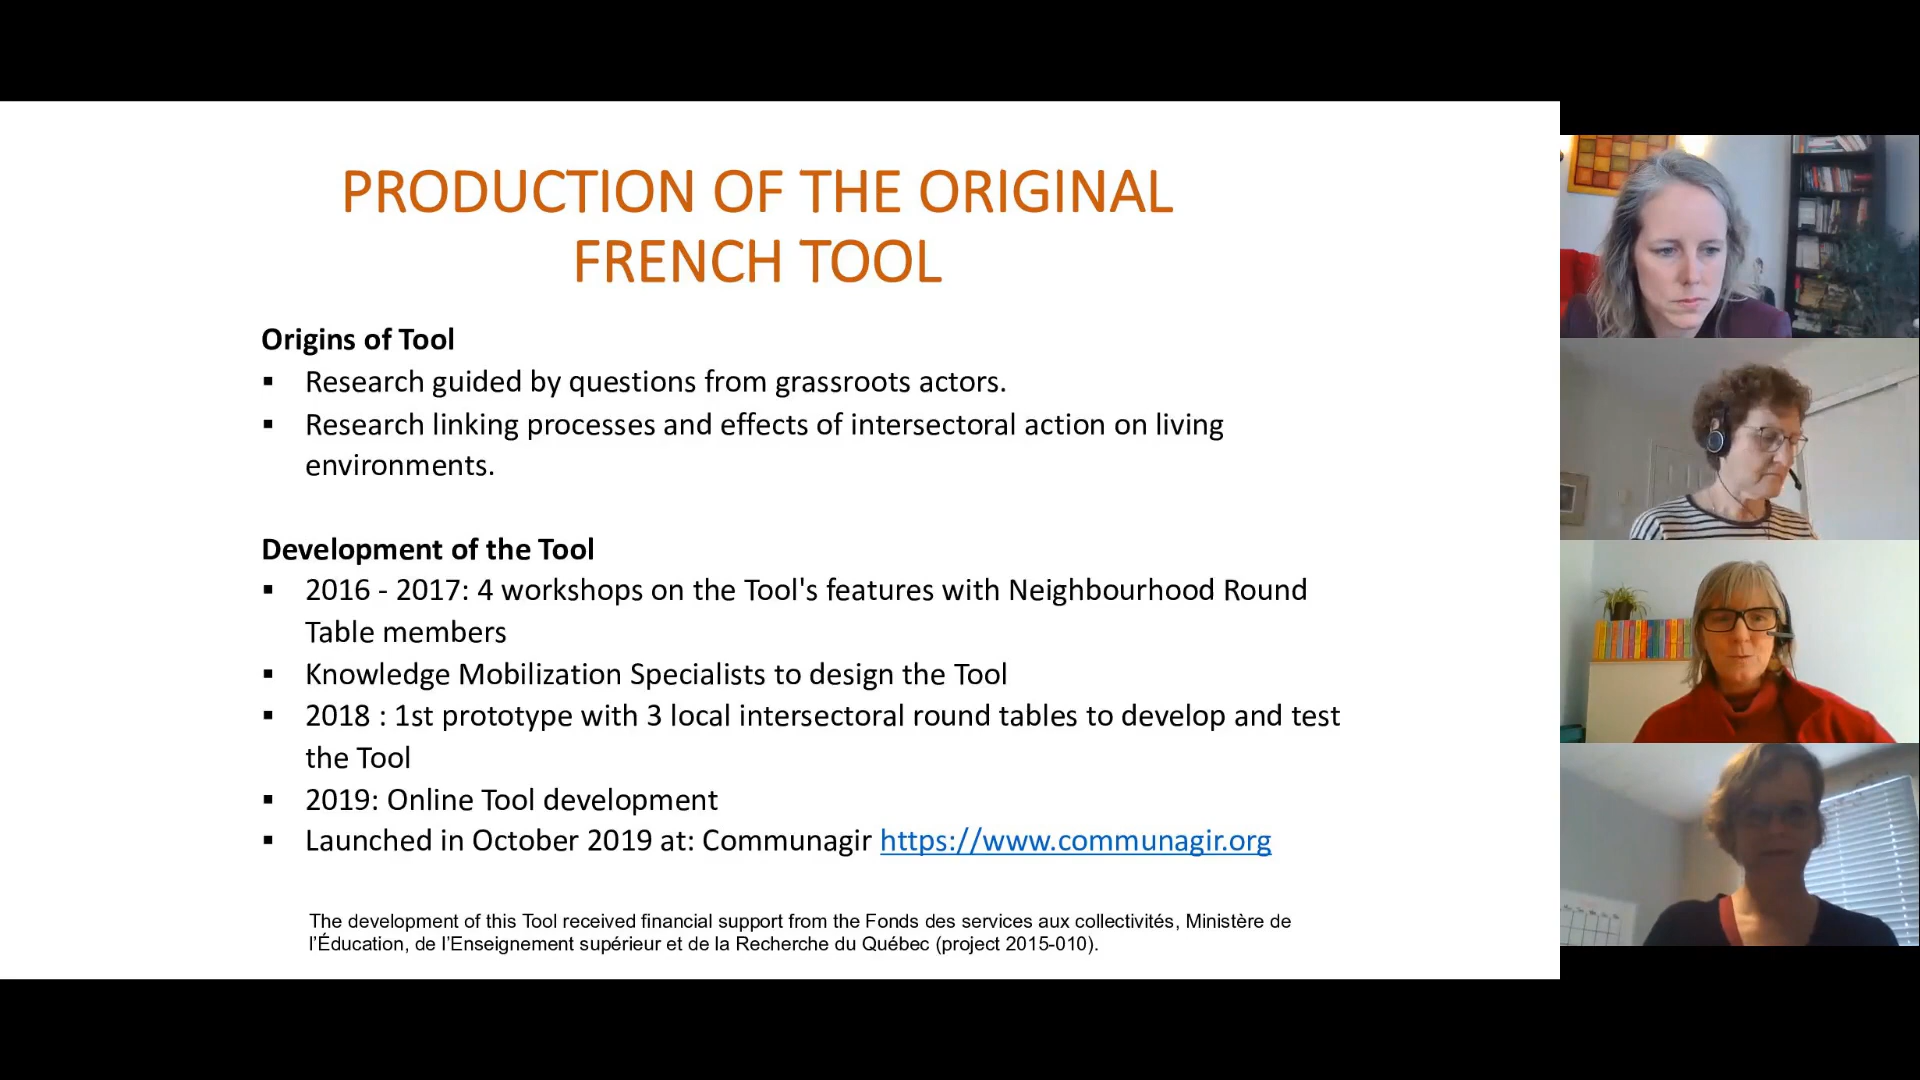 PRODUCTION OF THE ORIGINAL
FRENCH TOOL
Origins of Tool
▪ Research guided by questions from grassroots actors.
▪ Research linking processes and effects of intersectoral action on living
environments.
Development of the Tool
▪ 2016 - 2017: 4 workshops on the Tool's features with Neighbourhood Round
Table members
▪ Knowledge Mobilization Specialists to design the Tool
▪ 2018 : 1st prototype with 3 local intersectoral round tables to develop and test
the Tool
▪ 2019: Online Tool development
▪ Launched in October 2019 at: Communagir https://www.communagir.org
The development of this Tool received financial support from the Fonds des services aux collectivités, Ministère de
l'Éducation, de l'Enseignement supérieur et de la Recherche du Québec (project 2015-010).